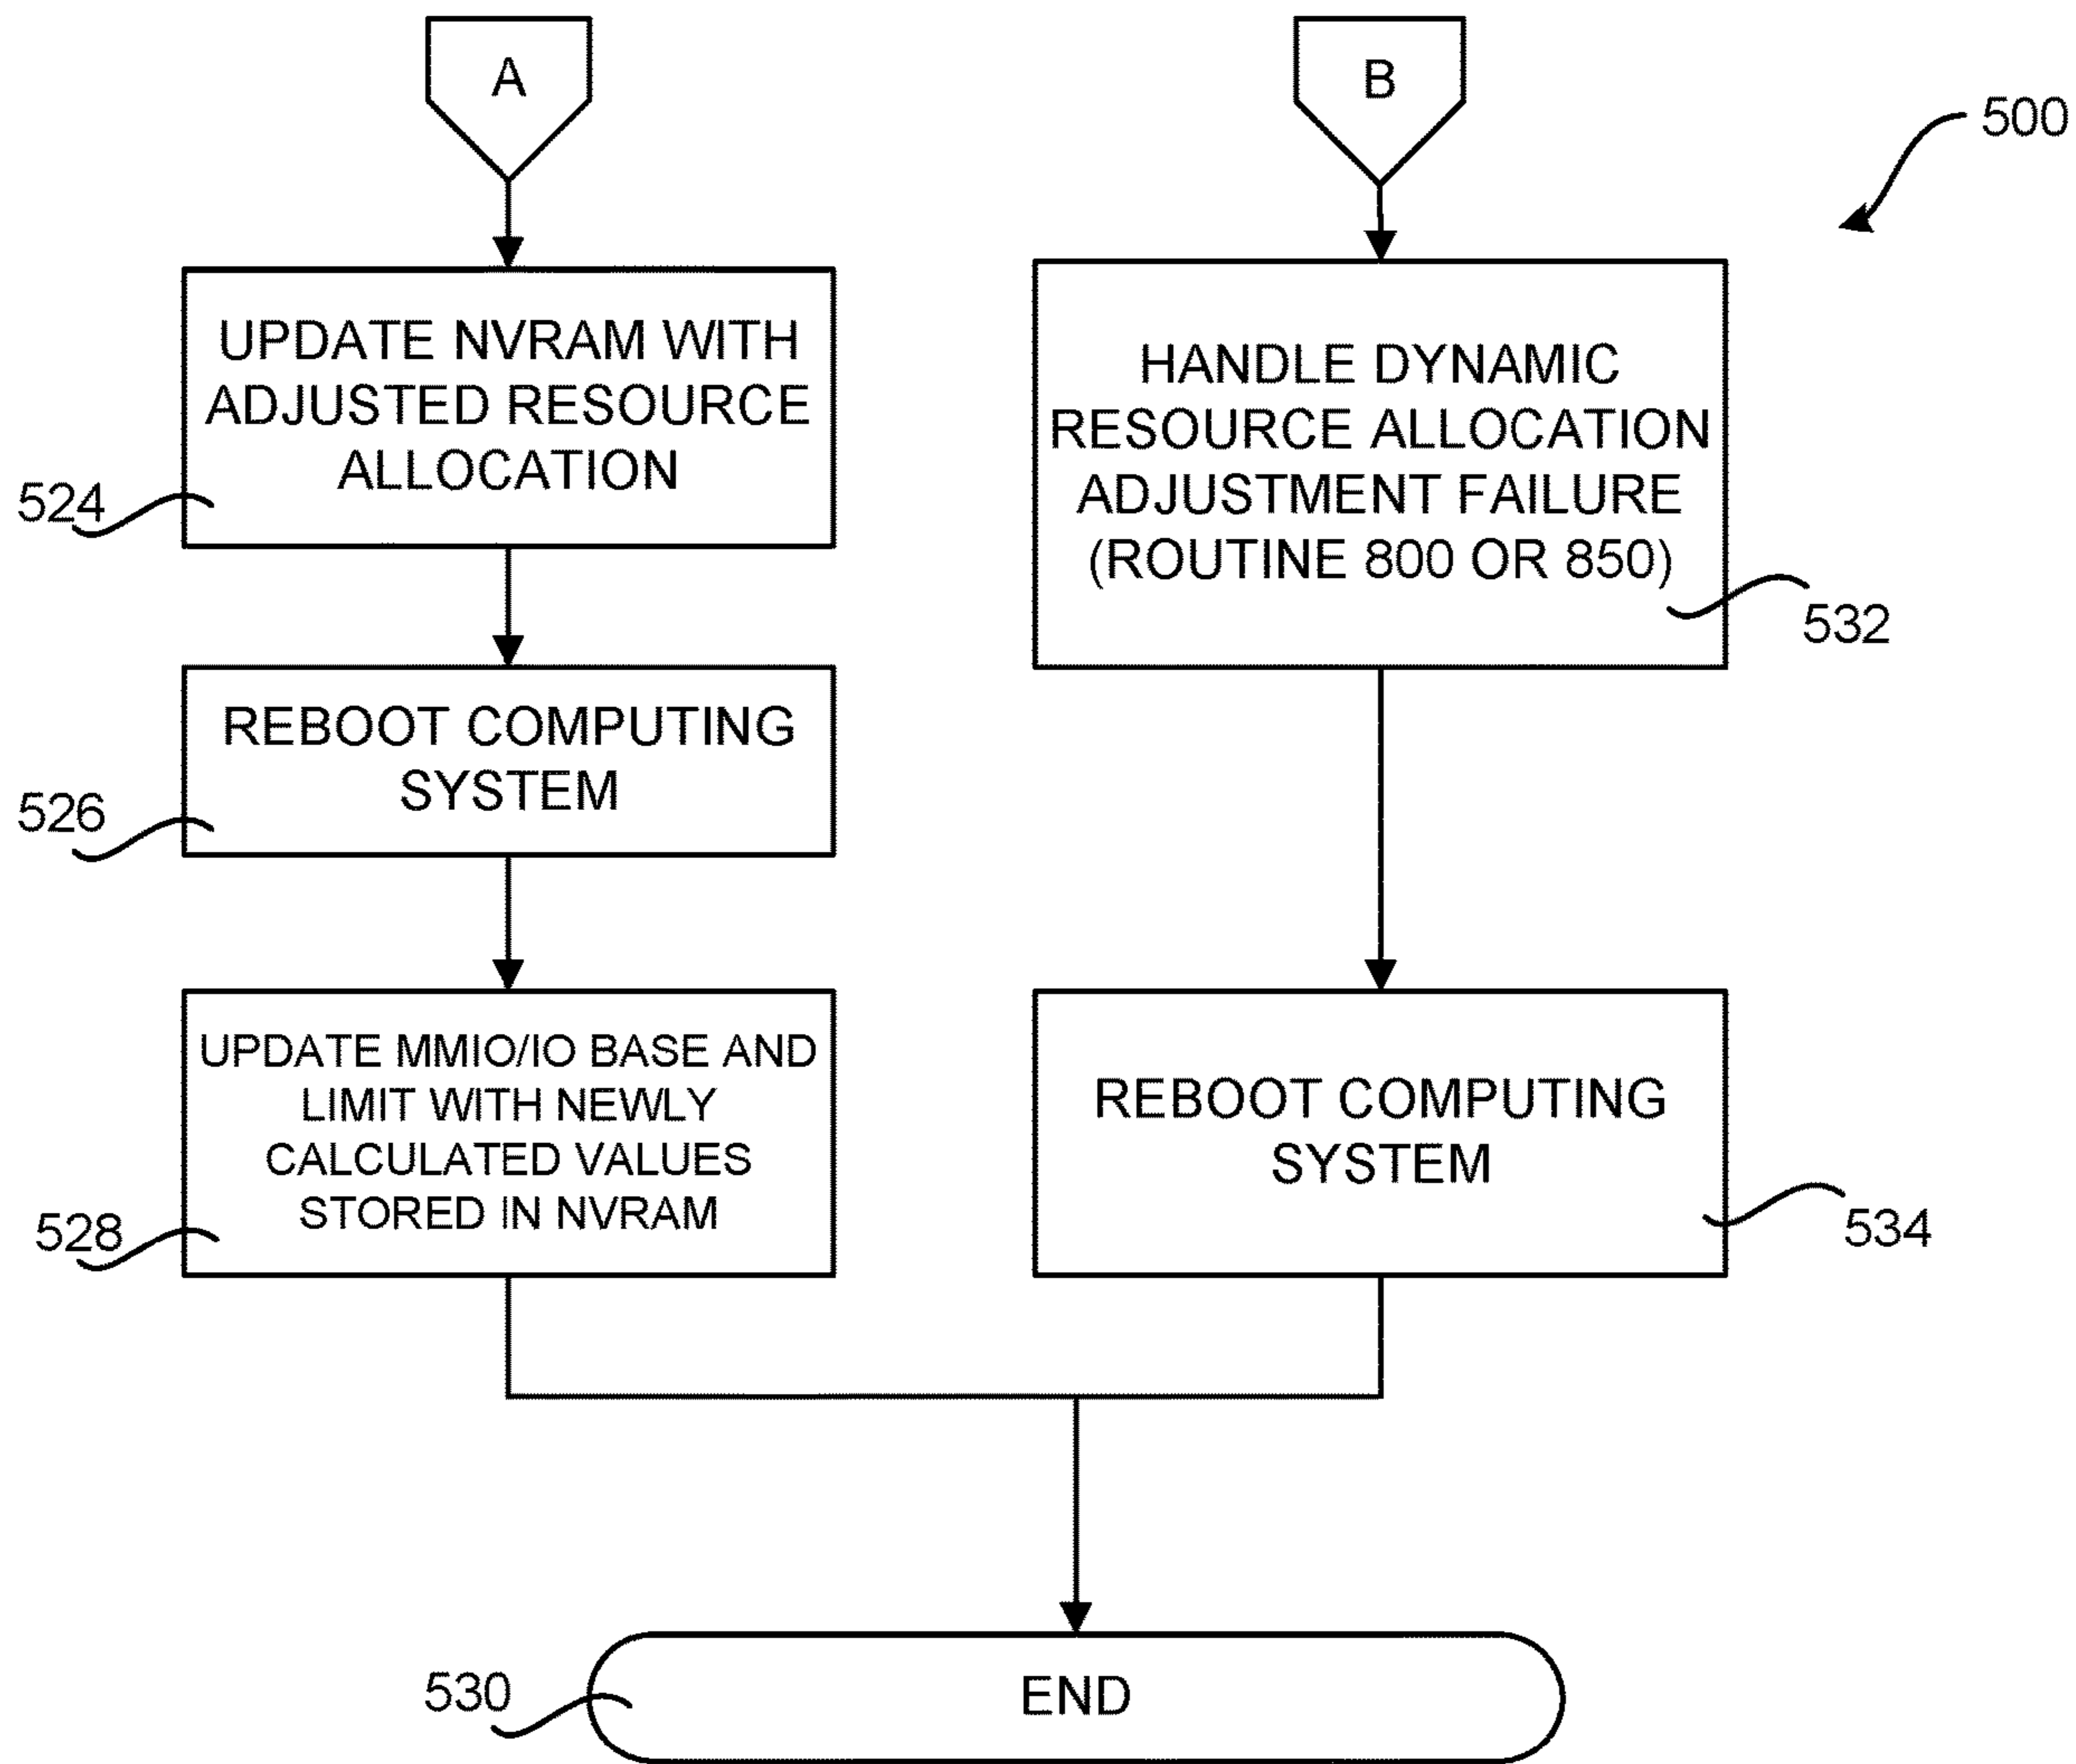 A
B
500
UPDATE NVRAM WITH
ADJUSTED RESOURCE
ALLOCATION
524
HANDLE DYNAMIC
RESOURCE ALLOCATION
ADJUSTMENT FAILURE
(ROUTINE 800 OR 850)
532
REBOOT COMPUTING
SYSTEM
526
UPDATE MMIO/IO BASE AND
LIMIT WITH NEWLY
CALCULATED VALUES
STORED IN NVRAM
528
REBOOT COMPUTING
SYSTEM
534
530
END